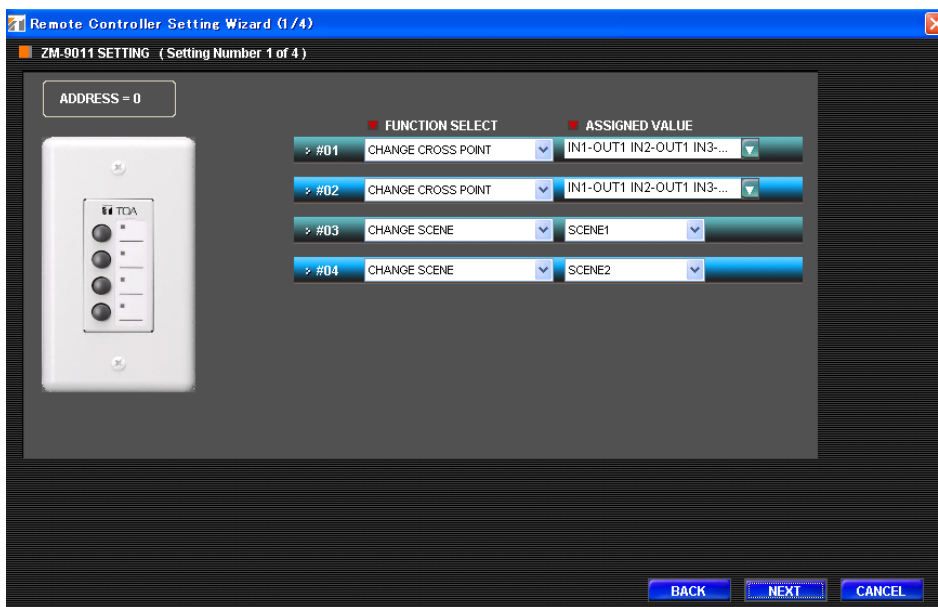 Remote Controller Setting Wizard (1/4)
ZM-9011 SETTING ( Setting Number 1 of 4 )
ADDRESS = 0
FUNCTION SELECT ASSIGNED VALUE
> #01 CHANGE CROSS POINT IN1-OUT1 IN2-OUT1 IN3-...
> #02 CHANGE CROSS POINT IN1-OUT1 IN2-OUT1 IN3-...
> #03 CHANGE SCENE SCENE1
> #04 CHANGE SCENE SCENE2
TOA
BACK NEXT CANCEL